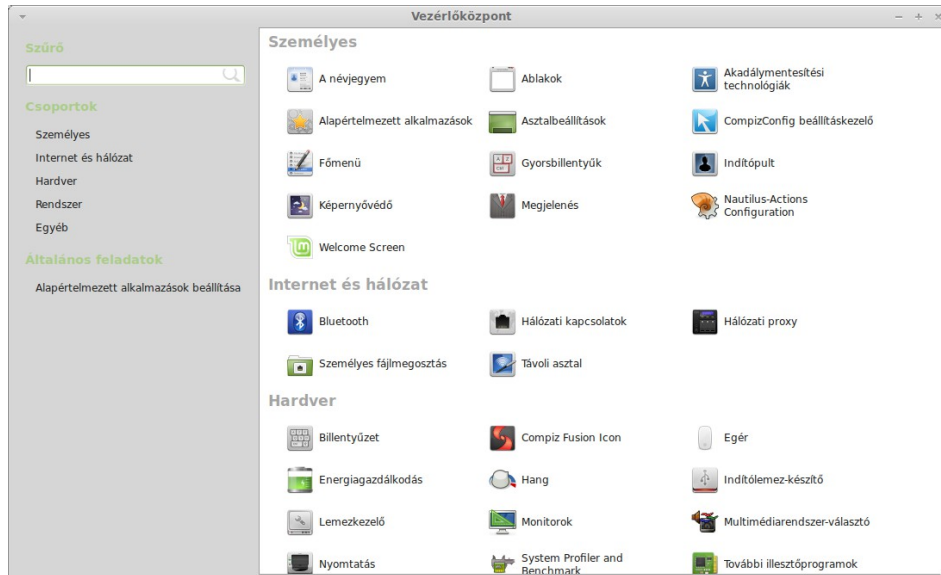 Vezérlőközpont
Szűrő
Csoportok
Személyes
Internet és hálózat
Hardver
Rendszer
Egyéb
Általános feladatok
Alapértelmezett alkalmazások beállítása
Személyes
A névjegyem
Ablakok
Akadálymentesítési
technológiák
Alapértelmezett alkalmazások
Asztalbeállítások
CompizConfig beállításkezelő
Főmenü
Gyorsbillentyűk
Indítópult
Képernyővédő
Megjelenés
Nautilus-Actions
Configuration
Welcome Screen
Internet és hálózat
Bluetooth
Hálózati kapcsolatok
Hálózati proxy
Személyes fájlmegosztás
Távoli asztal
Hardver
Billentyűzet
Compiz Fusion Icon
Egér
Energiagazdálkodás
Hang
Indítólemez-készítő
Lemezkezelő
Monitorok
Multimédiarendszer-választó
Nyomtatás
System Profiler and
Benchmark
További illesztőprogramok